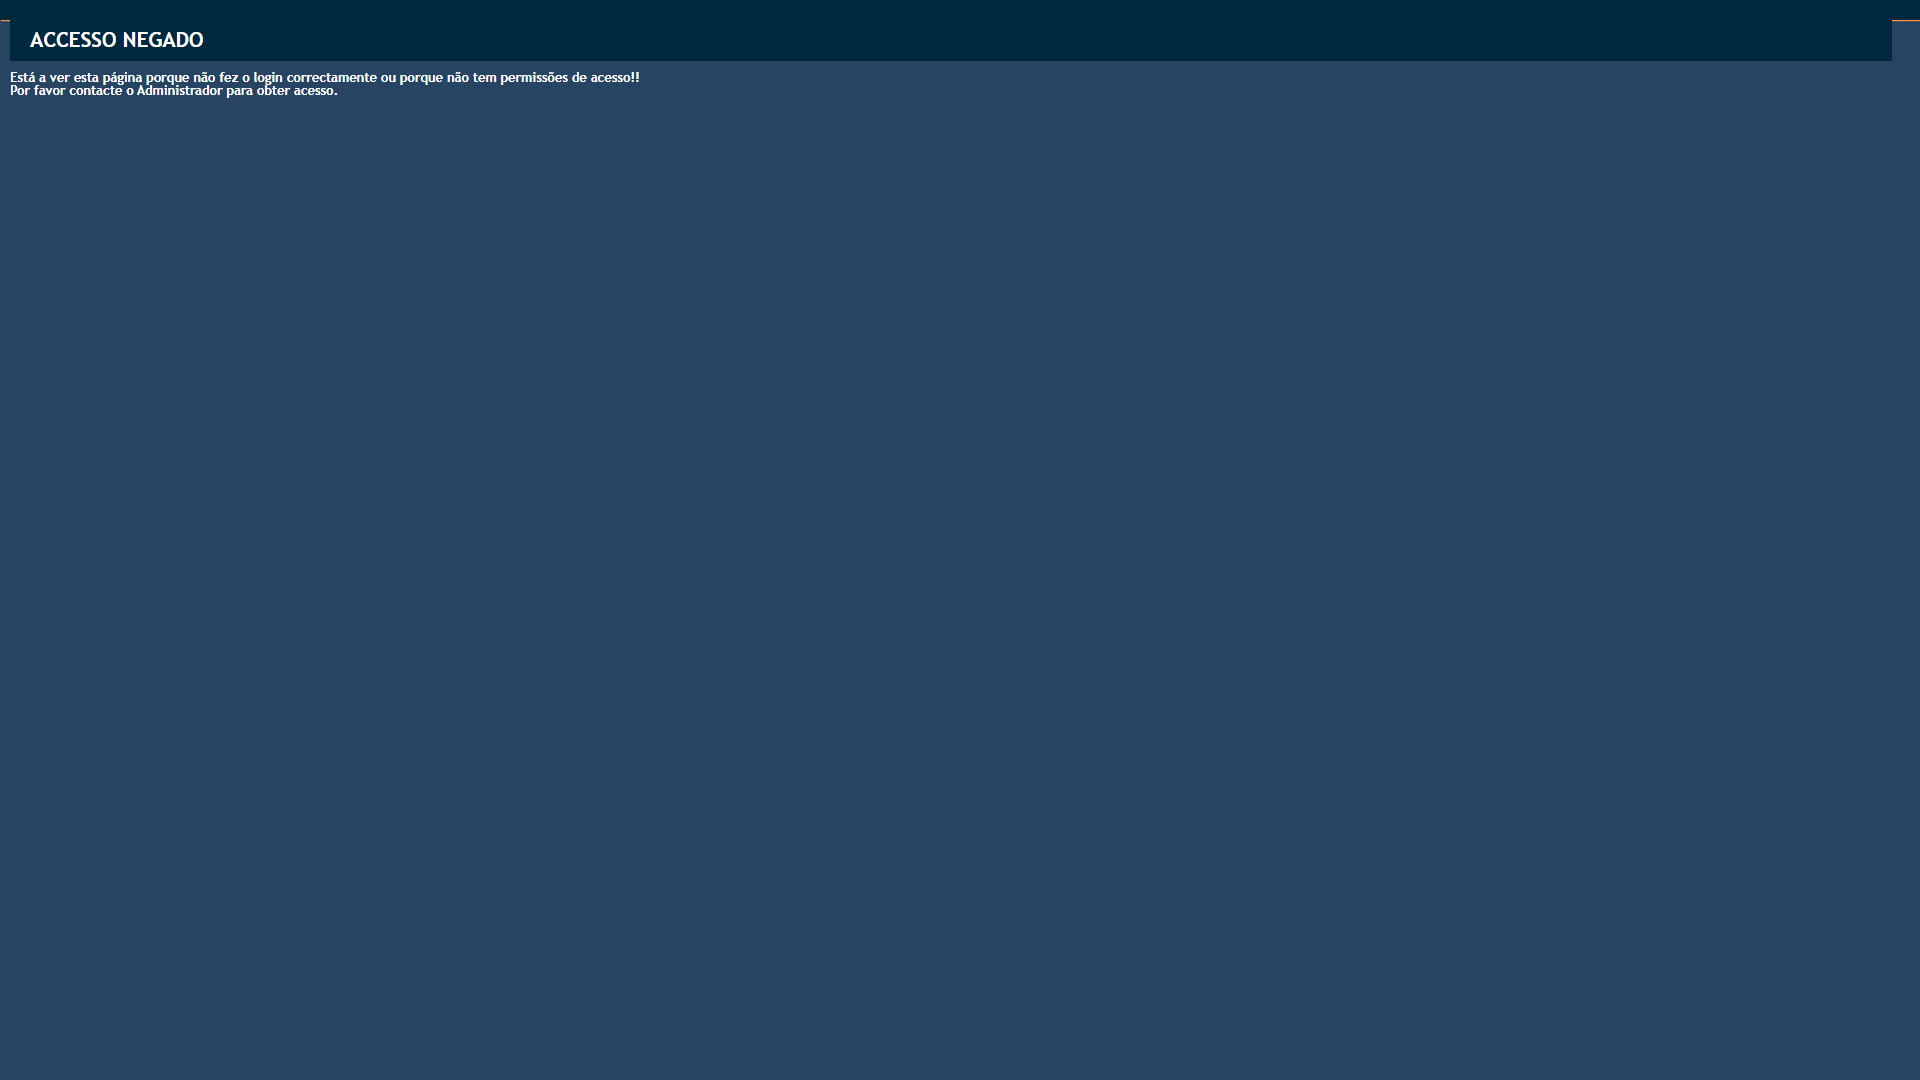 ACCESSO NEGADO
Está a ver esta página porque não fez o login correctamente ou porque não tem permissões de acesso!!
Por favor contacte o Administrador para obter acesso.